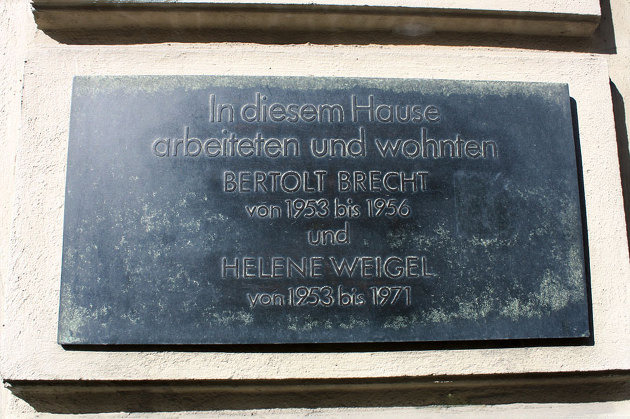 In diesem Hause
arbeiteten und wohnten
BERTOLT BRECHT
von 1953 bis 1956
und
HELENE WEIGEL
von 1953 bis 1971